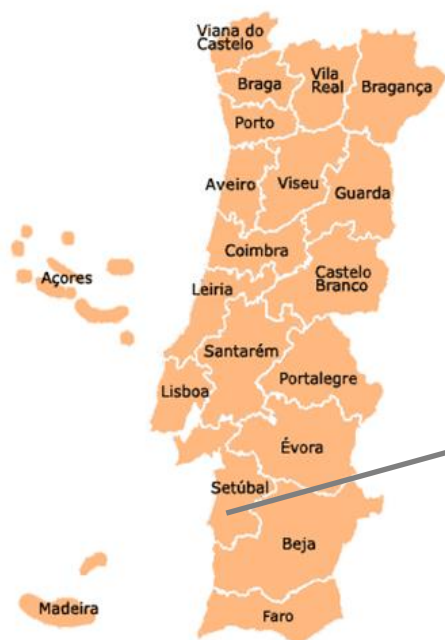 Viana do
Castelo
Braga
Vila
Real
Bragança
Porto
Aveiro
Viseu
Guarda
Coimbra
Açores
Castelo
Branco
Leiria
Santarém
Lisboa
Portalegre
Évora
Setúbal
Beja
Madeira
Faro